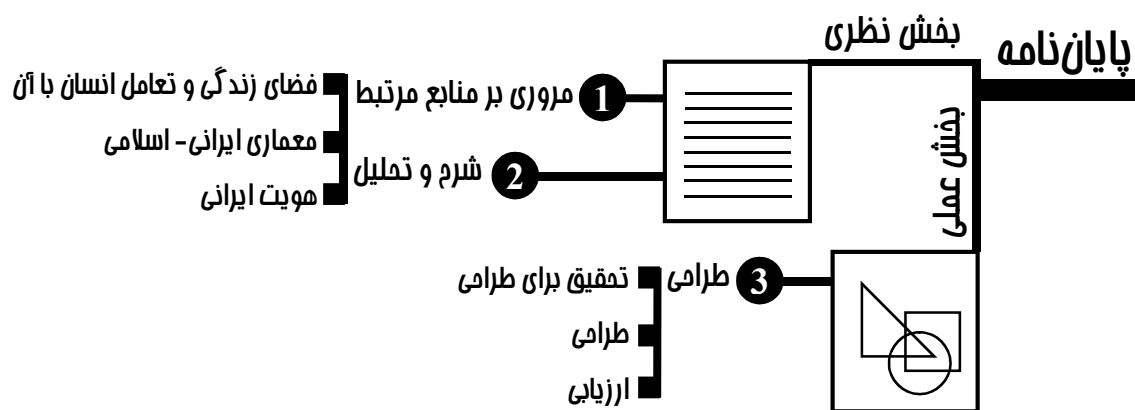 پایان‌نامه
بخش نظری
1 مروری بر منابع مرتبط
2 شرح و تحلیل
فضای زندگی و تعامل انسان با آن
معماری ایرانی- اسلامی
هویت ایرانی
بخش عملی
3 طراحی
تحقیق برای طراحی
طراحی
ارزیابی